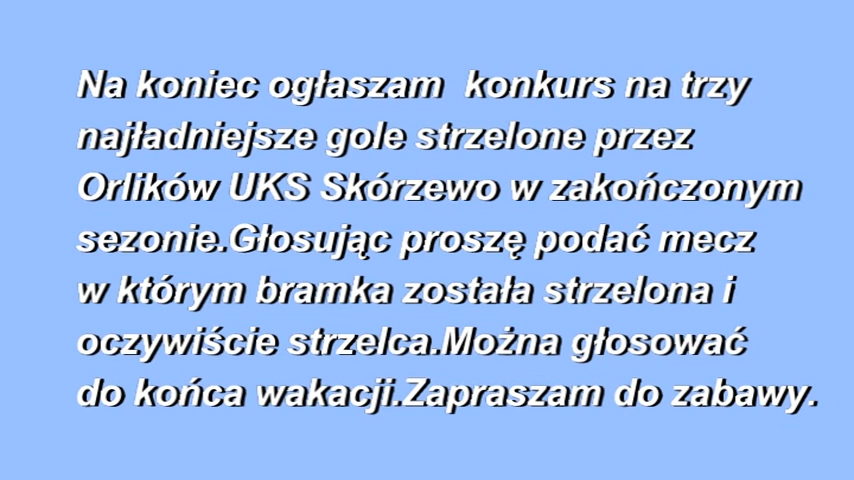 Na koniec ogłaszam  konkurs na trzy
najładniejsze gole strzelone przez
Orlików UKS Skórzewo w zakończonym
sezonie.Głosując proszę podać mecz
w którym bramka została strzelona i
oczywiście strzelca.Można głosować
do końca wakacji.Zapraszam do zabawy.